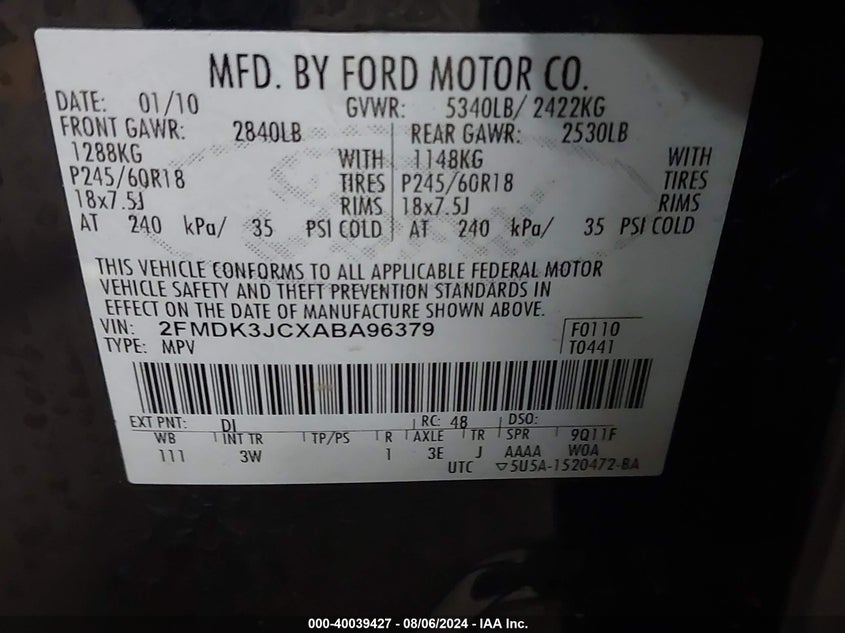 MFD. BY FORD MOTOR CO.
DATE: 01/10 GVWR: 5340LB/ 2422KG
FRONT GAWR: 2840LB REAR GAWR: 2530LB
1288KG WITH 1148KG WITH
P245/60R18 TIRES P245/60R18 TIRES
18x7.5J RIMS 18x7.5J RIMS
AT 240 kPa/ 35 PSI COLD AT 240 kPa/ 35 PSI COLD
THIS VEHICLE CONFORMS TO ALL APPLICABLE FEDERAL MOTOR
VEHICLE SAFETY AND THEFT PREVENTION STANDARDS IN
EFFECT ON THE DATE OF MANUFACTURE SHOWN ABOVE.
VIN: 2FMDK3JCXABA96379 F0110
TYPE: MPV T0441
EXT PNT: DI RC: 48 DSO:
WB INT TR TP/PS R AXLE TR SPR 9Q11F
111 3W 1 3E J AAAA W0A
UTC ▽5U5A-1520472-BA
000-40039427 - 08/06/2024 - IAA Inc.